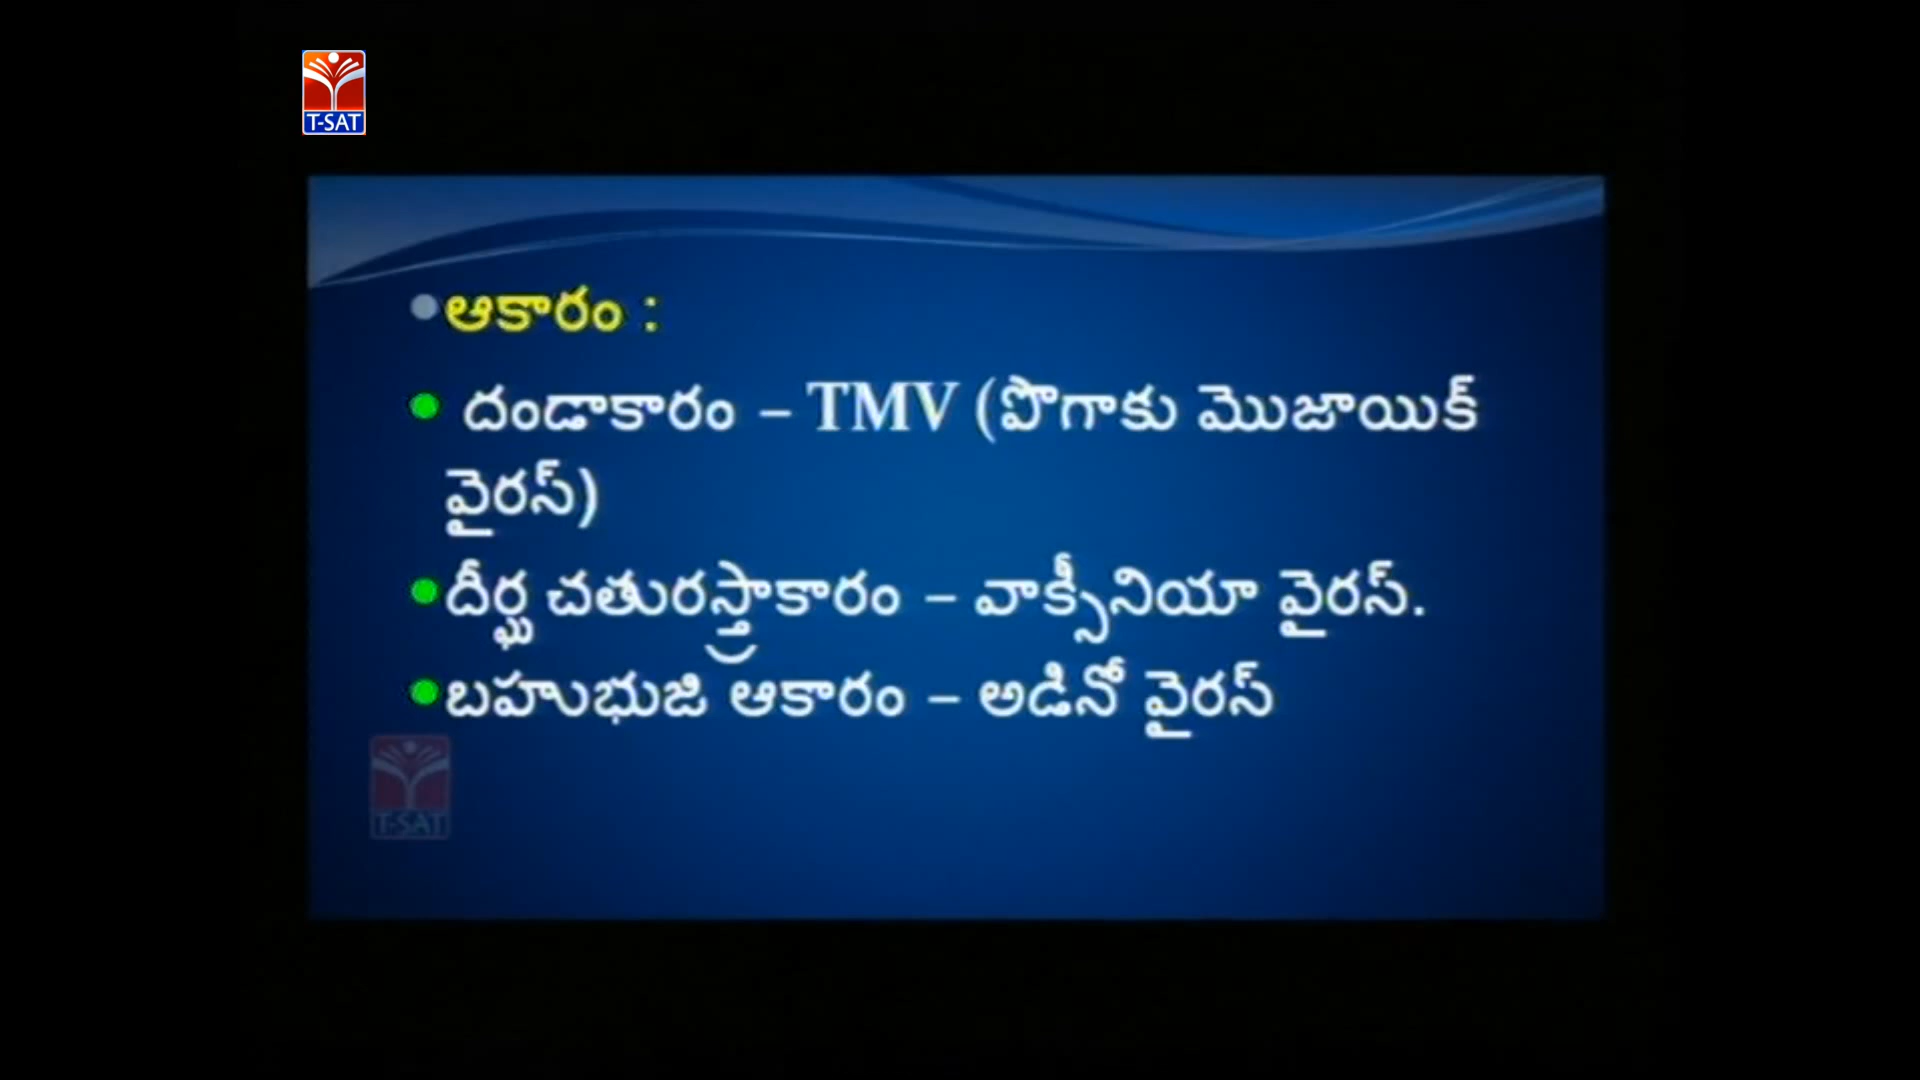 T-SAT
ఆకారం :
దండాకారం – TMV (పొగాకు మొజాయిక్
వైరస్)
దీర్ఘ చతురస్త్రాకారం – వాక్సీనియా వైరస్.
బహుభుజి ఆకారం – అడినో వైరస్
T-SAT